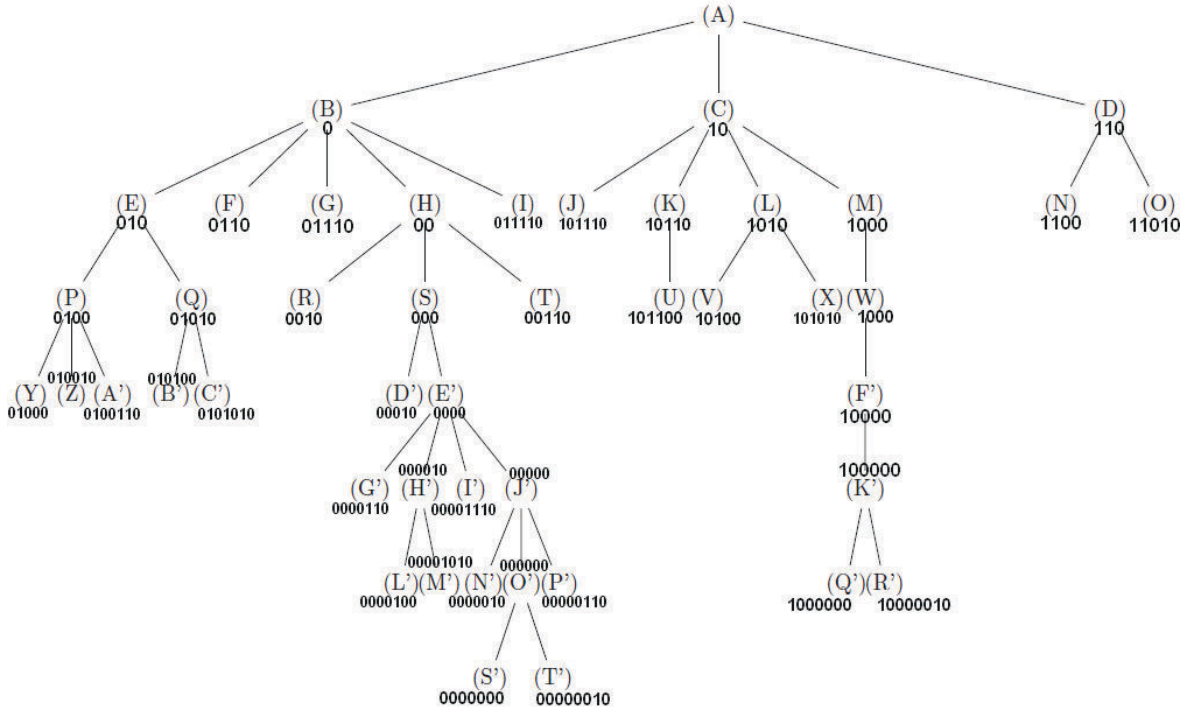 (A)
(B) (C) (D)
0 10 110
(E) (F) (G) (H) (I) (J) (K) (L) (M) (N) (O)
010 0110 01110 00 011110 101110 10110 1010 1000 1100 11010
(P) (Q) (R) (S) (T) (U) (V) (X) (W)
0100 01010 0010 000 00110 101100 10100 101010 1000
010010 010100
(Y) (Z) (A') (B') (C') (D') (E') (F')
01000 0100110 0101010 00010 0000 10000
000010 00000 100000
(G') (H') (I') (J') (K')
0000110 00001110
00001010 000000
(L') (M') (N') (O') (P') (Q') (R')
0000100 0000010 00000110 1000000 10000010
(S') (T')
0000000 00000010